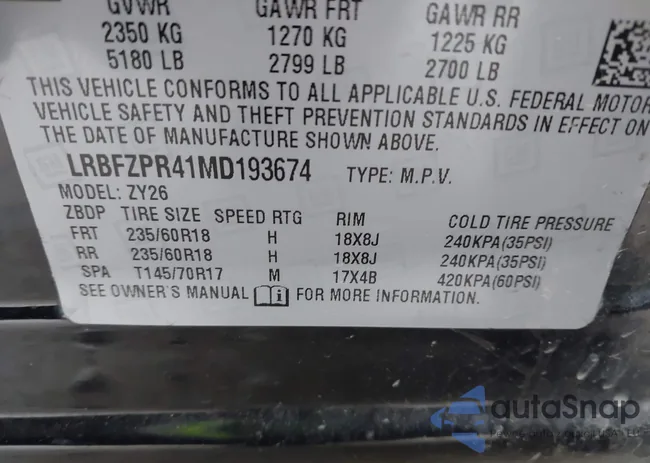 GVWR GAWR FRT GAWR RR
2350 KG 1270 KG 1225 KG
5180 LB 2799 LB 2700 LB
THIS VEHICLE CONFORMS TO ALL APPLICABLE U.S. FEDERAL MOTOR
VEHICLE SAFETY AND THEFT PREVENTION STANDARDS IN EFFECT ON
THE DATE OF MANUFACTURE SHOWN ABOVE.
LRBFZPR41MD193674 TYPE: M.P.V.
MODEL: ZY26
ZBDP TIRE SIZE SPEED RTG RIM COLD TIRE PRESSURE
FRT 235/60R18 H 18X8J 240KPA(35PSI)
RR 235/60R18 H 18X8J 240KPA(35PSI)
SPA T145/70R17 M 17X4B 420KPA(60PSI)
SEE OWNER'S MANUAL FOR MORE INFORMATION.
autoSnap